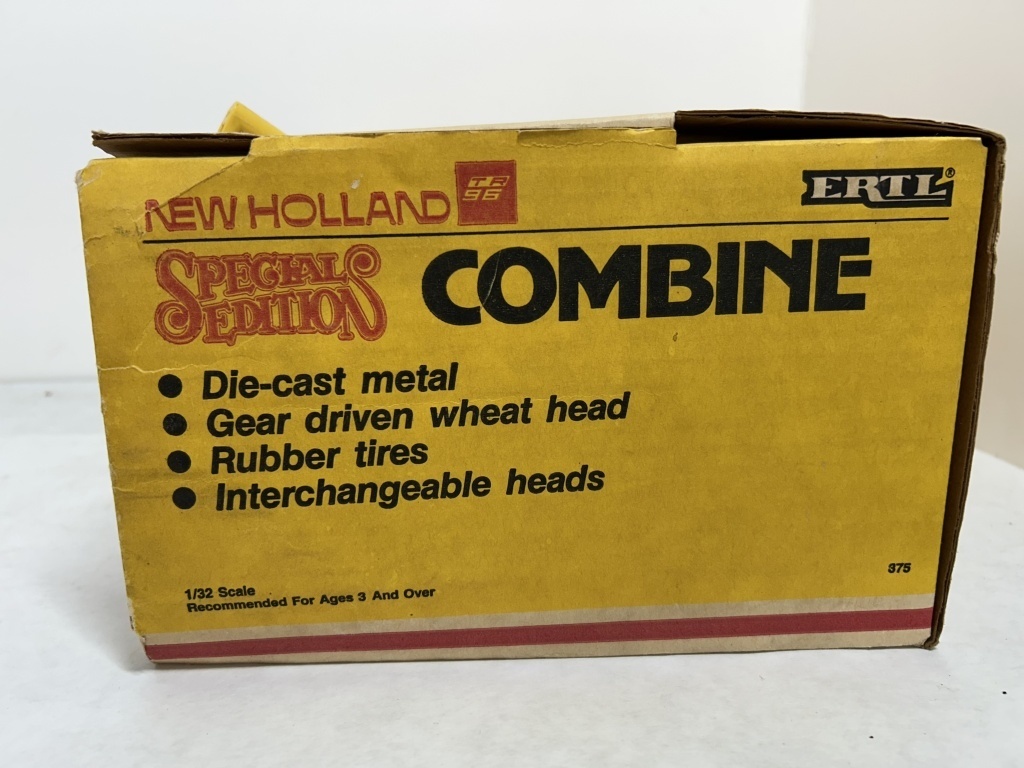 NEW HOLLAND TR 96
ERTL®
SPECIAL EDITION
COMBINE
• Die-cast metal
• Gear driven wheat head
• Rubber tires
• Interchangeable heads
1/32 Scale
Recommended For Ages 3 And Over
375